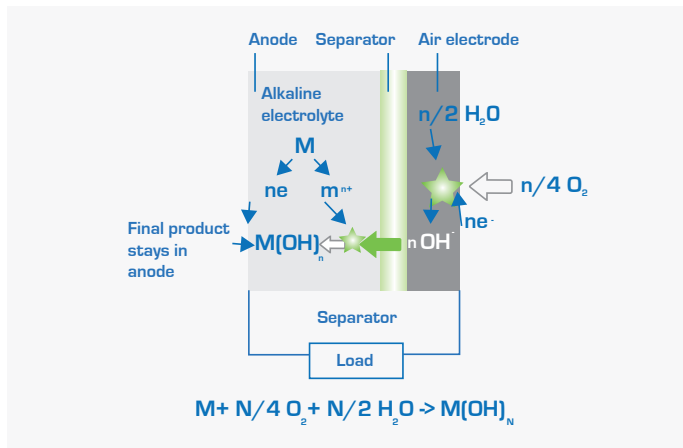 Anode Separator Air electrode
Alkaline
electrolyte
n/2 H₂O
M
ne mⁿ⁺
n/4 O₂
ne⁻
Final product
stays in
anode
M(OH)ₙ
n OH⁻
Separator
Load
M+ N/4 O₂+ N/2 H₂O -> M(OH)ₙ